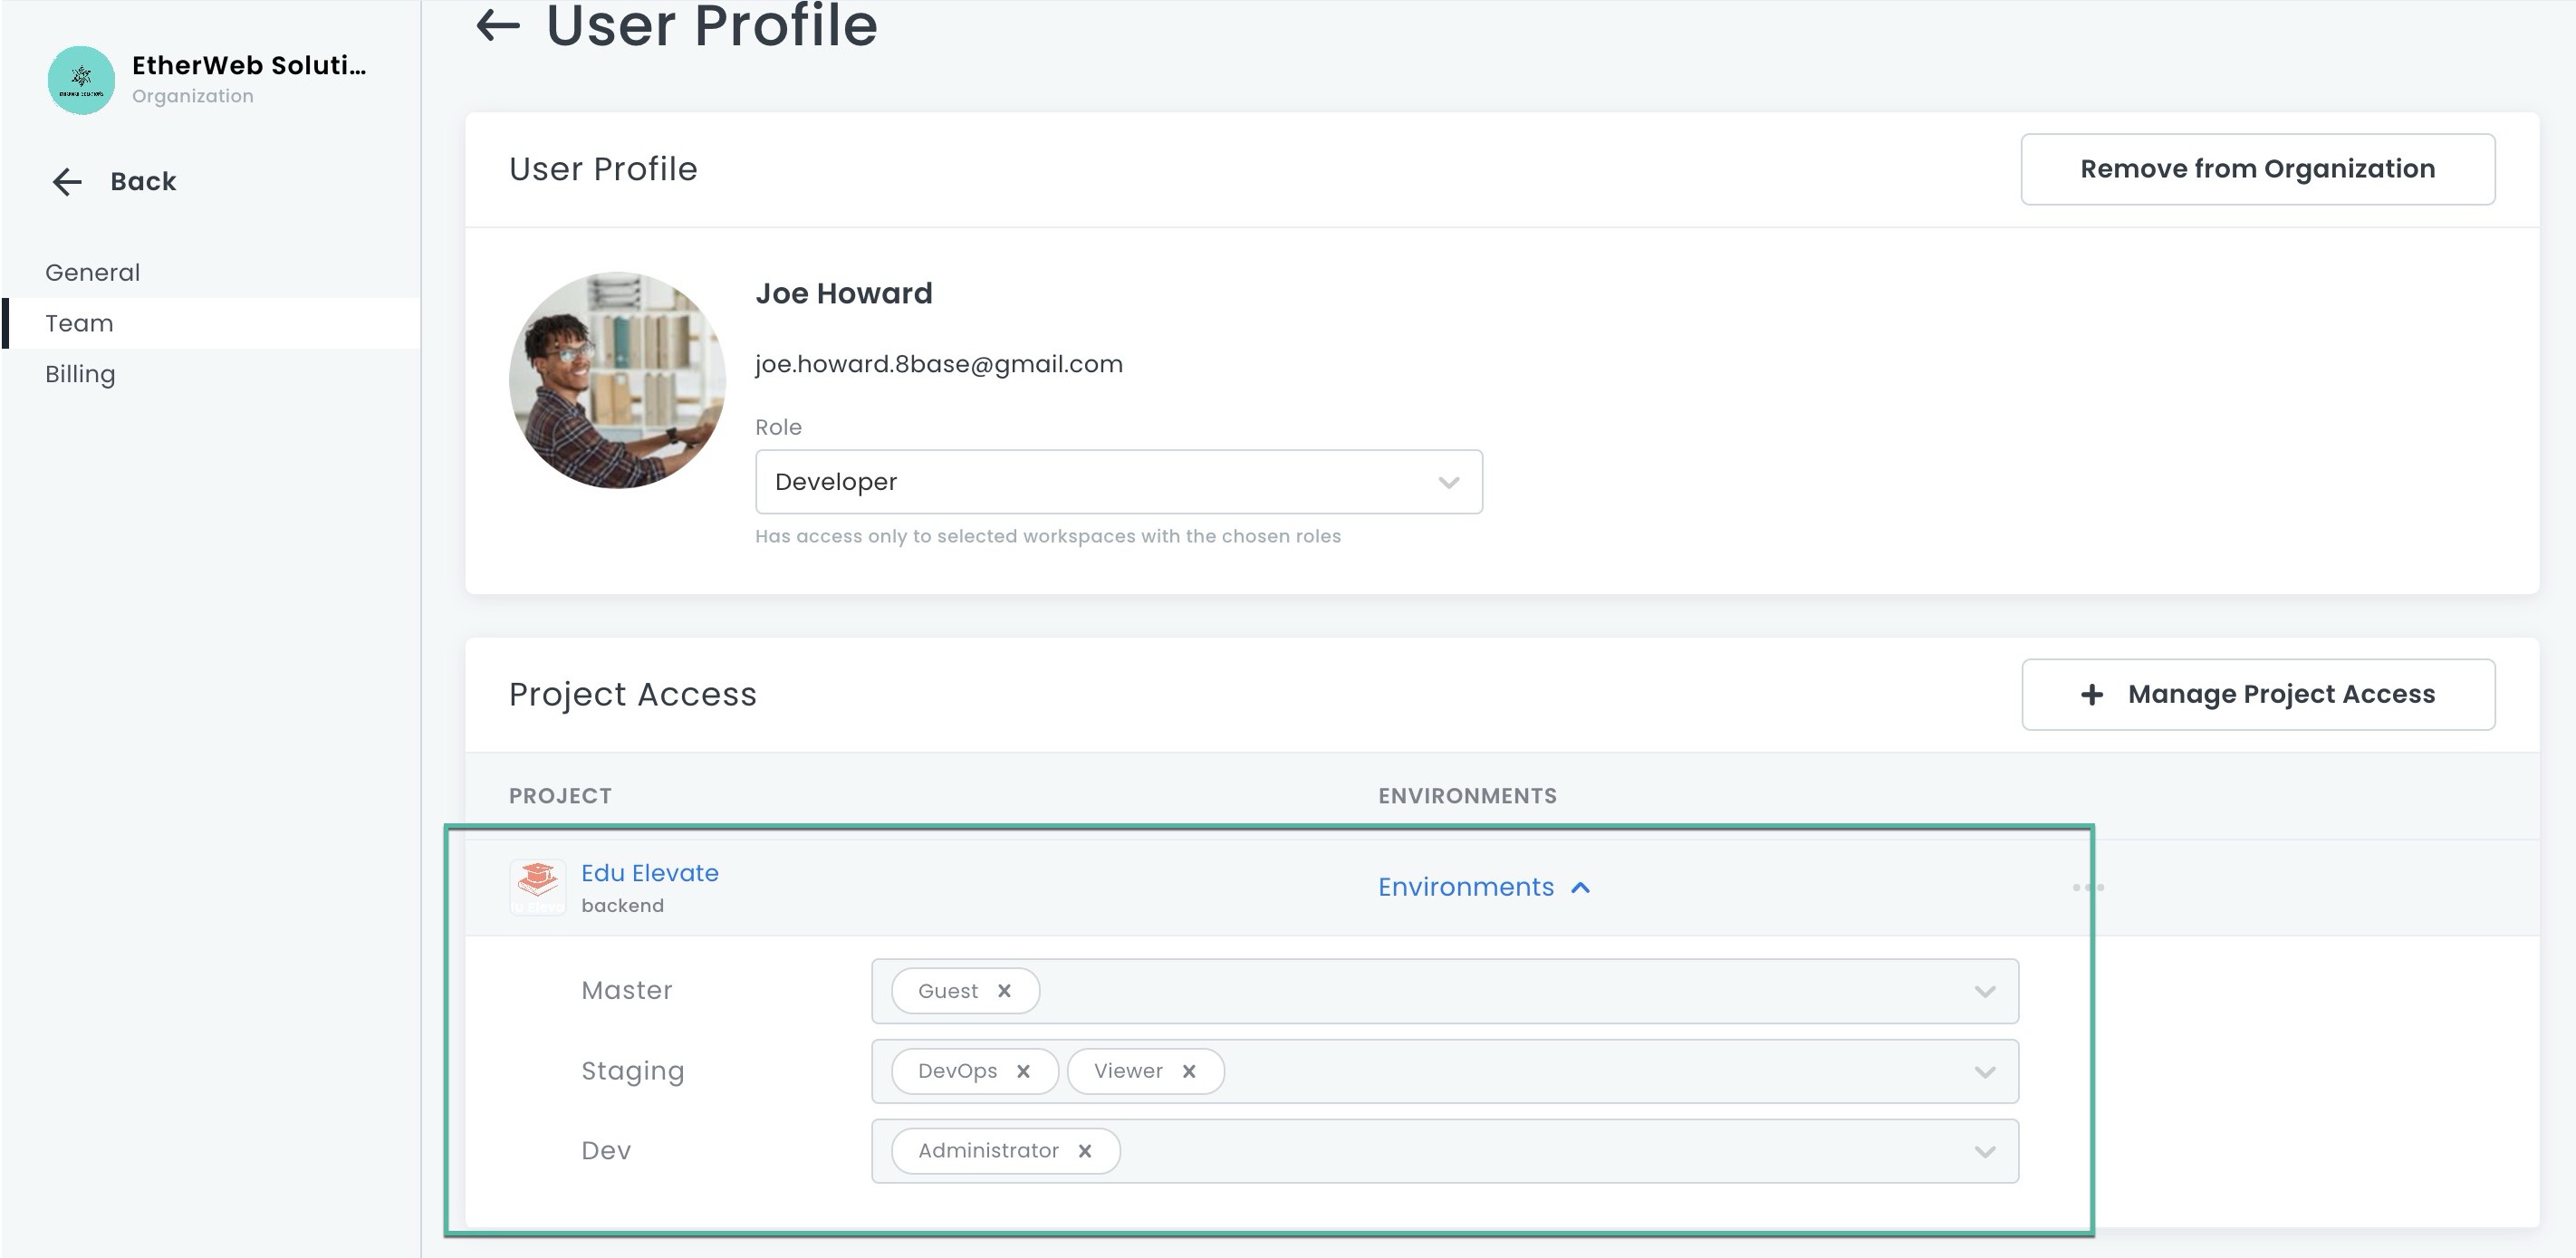 User Profile
EtherWeb Soluti...
Organization
Back
General
Team
Billing
User Profile
Remove from Organization
Joe Howard
joe.howard.8base@gmail.com
Role
Developer
Has access only to selected workspaces with the chosen roles
Project Access
Manage Project Access
PROJECT
ENVIRONMENTS
Edu Elevate
backend
Environments
Master
Guest
Staging
DevOps
Viewer
Dev
Administrator